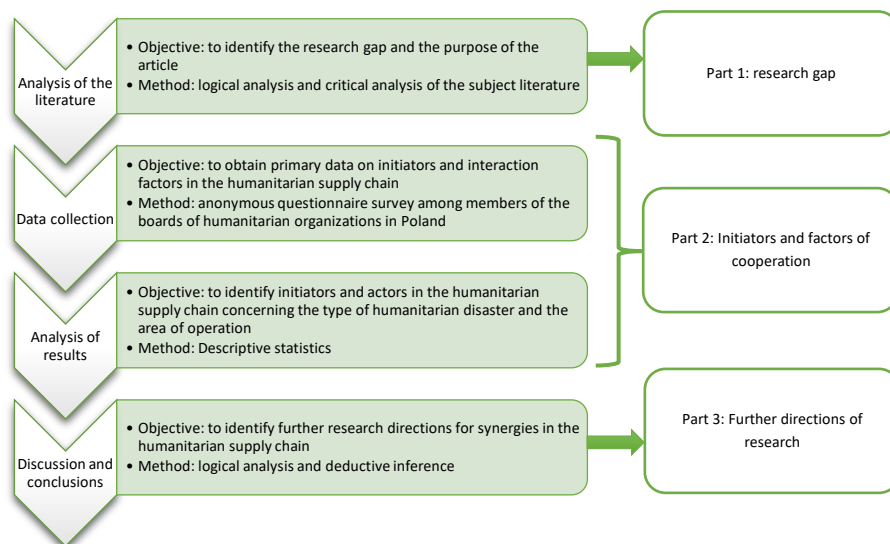 Analysis of the
literature
• Objective: to identify the research gap and the purpose of the
article
• Method: logical analysis and critical analysis of the subject literature
Part 1: research gap
Data collection
• Objective: to obtain primary data on initiators and interaction
factors in the humanitarian supply chain
• Method: anonymous questionnaire survey among members of the
boards of humanitarian organizations in Poland
Analysis of
results
• Objective: to identify initiators and actors in the humanitarian
supply chain concerning the type of humanitarian disaster and the
area of operation
• Method: Descriptive statistics
Part 2: Initiators and factors of
cooperation
Discussion and
conclusions
• Objective: to identify further research directions for synergies in the
humanitarian supply chain
• Method: logical analysis and deductive inference
Part 3: Further directions of
research